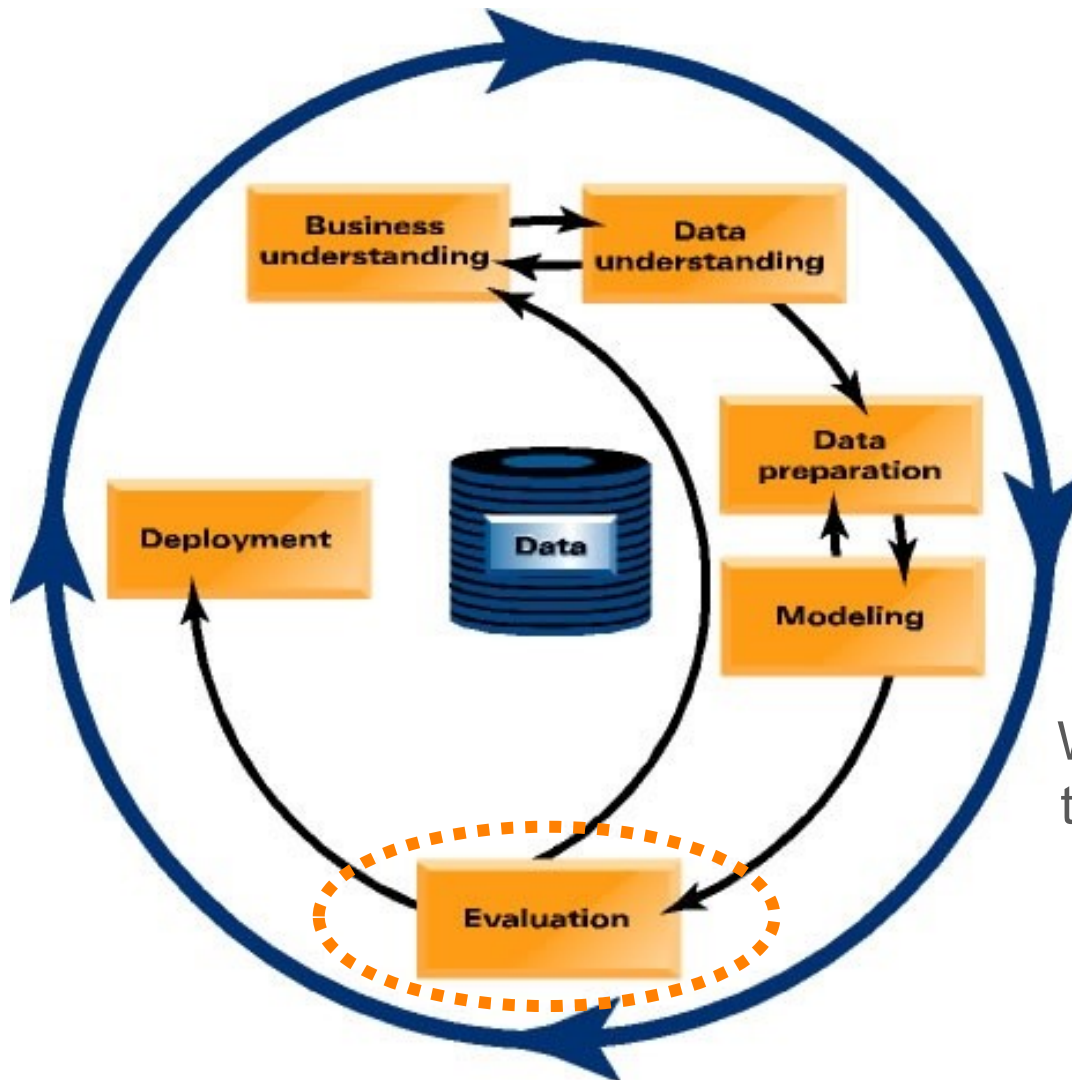 Business
understanding
Data
understanding
Data
preparation
Deployment
Data
Modeling
Evaluation